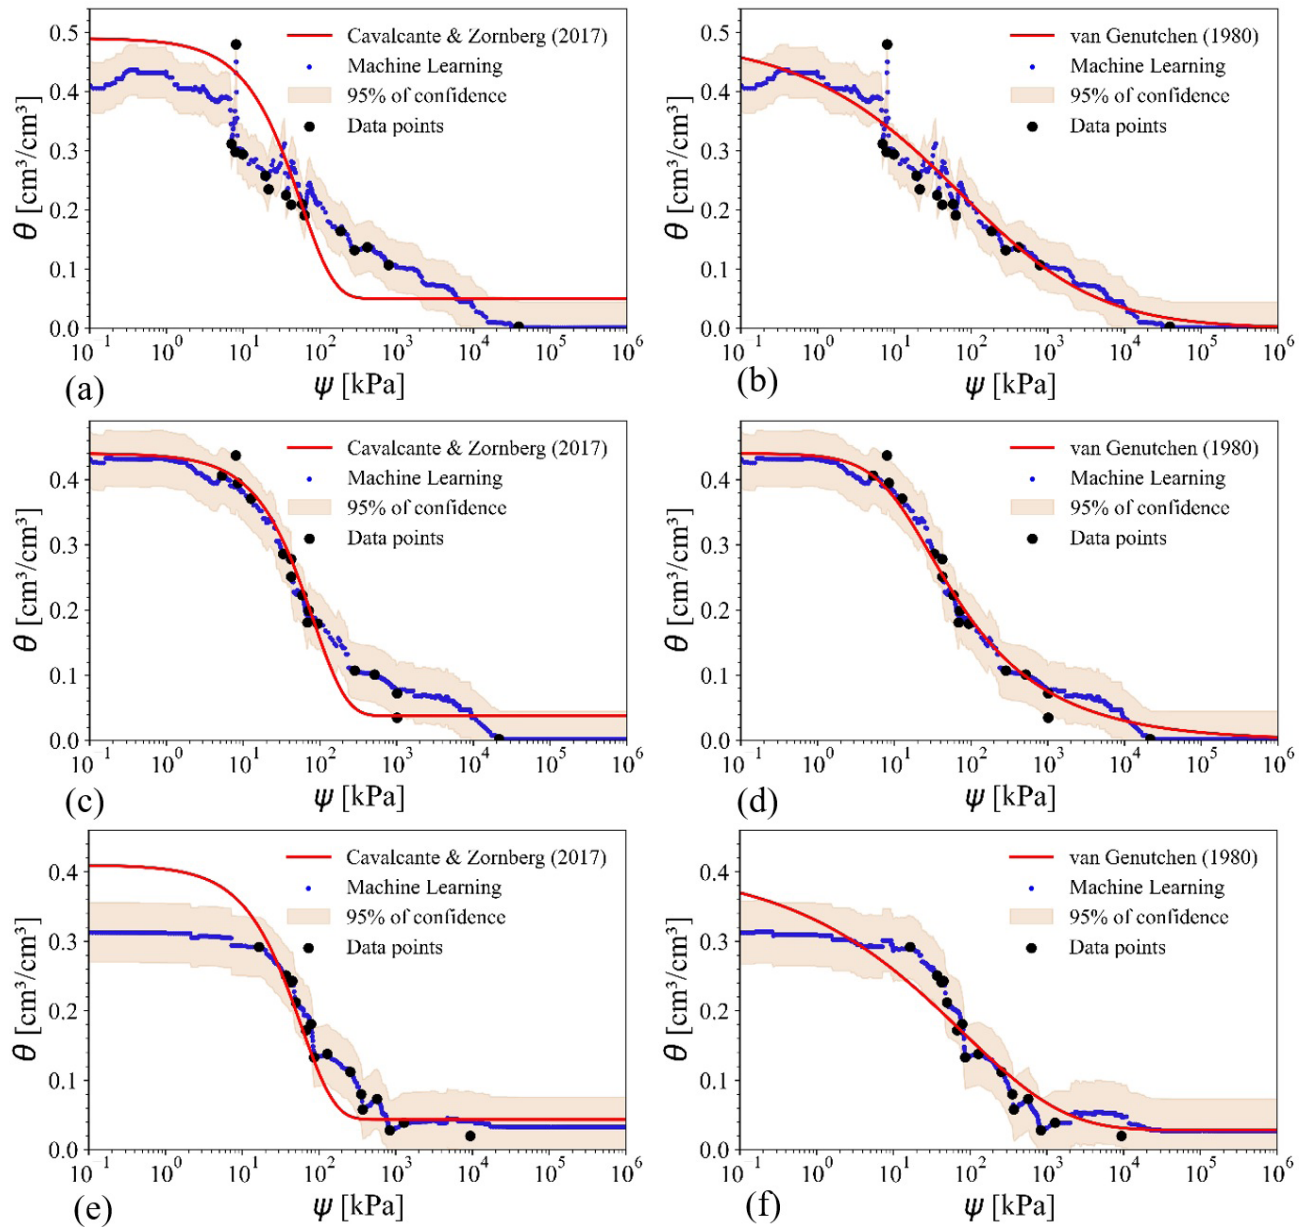 0.5
0.4
0.3
0.2
0.1
0.0
θ [cm³/cm³]
Cavalcante & Zornberg (2017)
Machine Learning
95% of confidence
Data points
10⁻¹ 10⁰ 10¹ 10² 10³ 10⁴ 10⁵ 10⁶
ψ [kPa]
(a)
0.5
0.4
0.3
0.2
0.1
0.0
θ [cm³/cm³]
van Genutchen (1980)
Machine Learning
95% of confidence
Data points
10⁻¹ 10⁰ 10¹ 10² 10³ 10⁴ 10⁵ 10⁶
ψ [kPa]
(b)
0.4
0.3
0.2
0.1
0.0
θ [cm³/cm³]
Cavalcante & Zornberg (2017)
Machine Learning
95% of confidence
Data points
10⁻¹ 10⁰ 10¹ 10² 10³ 10⁴ 10⁵ 10⁶
ψ [kPa]
(c)
0.4
0.3
0.2
0.1
0.0
θ [cm³/cm³]
van Genutchen (1980)
Machine Learning
95% of confidence
Data points
10⁻¹ 10⁰ 10¹ 10² 10³ 10⁴ 10⁵ 10⁶
ψ [kPa]
(d)
0.4
0.3
0.2
0.1
0.0
θ [cm³/cm³]
Cavalcante & Zornberg (2017)
Machine Learning
95% of confidence
Data points
10⁻¹ 10⁰ 10¹ 10² 10³ 10⁴ 10⁵ 10⁶
ψ [kPa]
(e)
0.4
0.3
0.2
0.1
0.0
θ [cm³/cm³]
van Genutchen (1980)
Machine Learning
95% of confidence
Data points
10⁻¹ 10⁰ 10¹ 10² 10³ 10⁴ 10⁵ 10⁶
ψ [kPa]
(f)